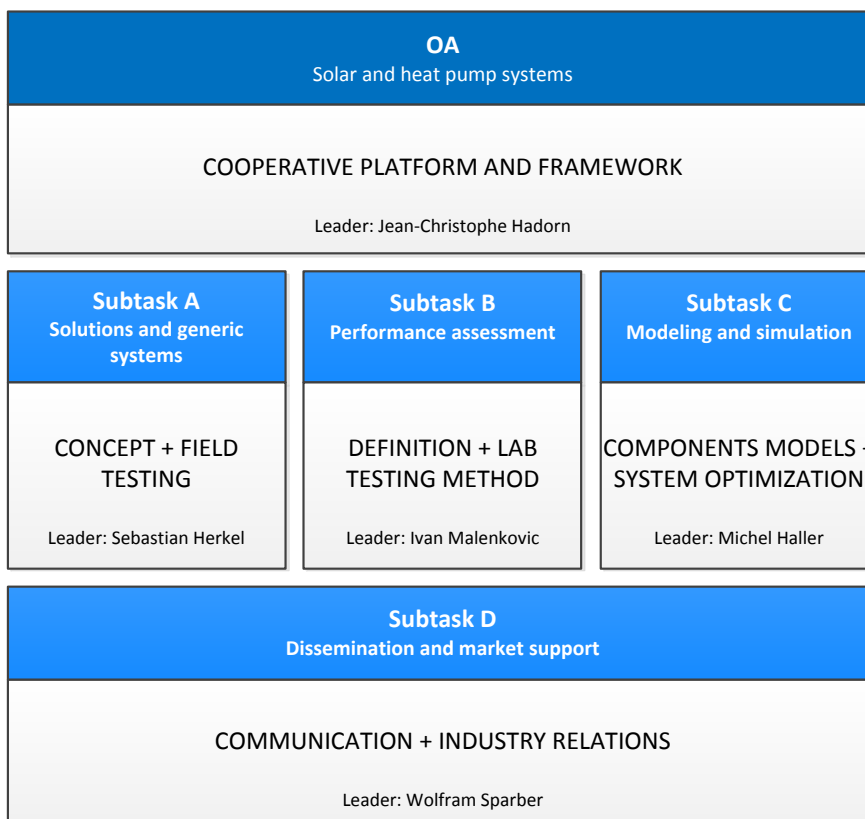 OA
Solar and heat pump systems
COOPERATIVE PLATFORM AND FRAMEWORK
Leader: Jean-Christophe Hadorn
Subtask A
Solutions and generic
systems
CONCEPT + FIELD
TESTING
Leader: Sebastian Herkel
Subtask B
Performance assessment
DEFINITION + LAB
TESTING METHOD
Leader: Ivan Malenkovic
Subtask C
Modeling and simulation
COMPONENTS MODELS +
SYSTEM OPTIMIZATION
Leader: Michel Haller
Subtask D
Dissemination and market support
COMMUNICATION + INDUSTRY RELATIONS
Leader: Wolfram Sparber